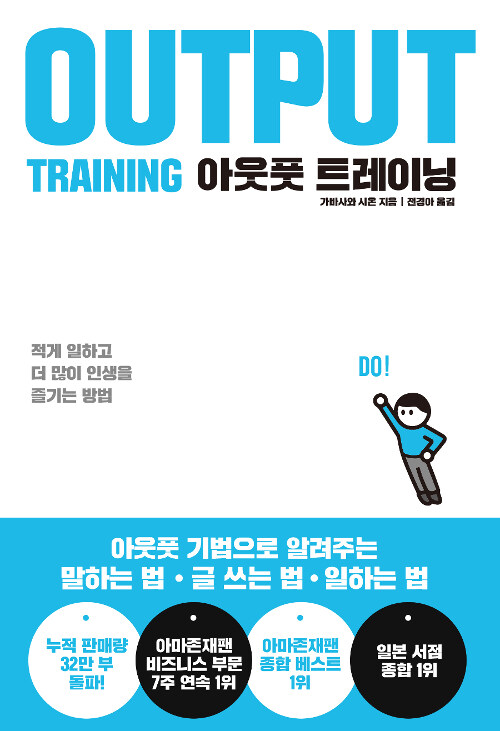 OUTPUT
TRAINING 아웃풋 트레이닝
가바사와 시온 지음 | 전경아 옮김
적게 일하고
더 많이 인생을
즐기는 방법
DO!
아웃풋 기법으로 알려주는
말하는 법 • 글 쓰는 법 • 일하는 법
누적 판매량
32만 부
돌파!
아마존재팬
비즈니스 부문
7주 연속 1위
아마존재팬
종합 베스트
1위
일본 서점
종합 1위